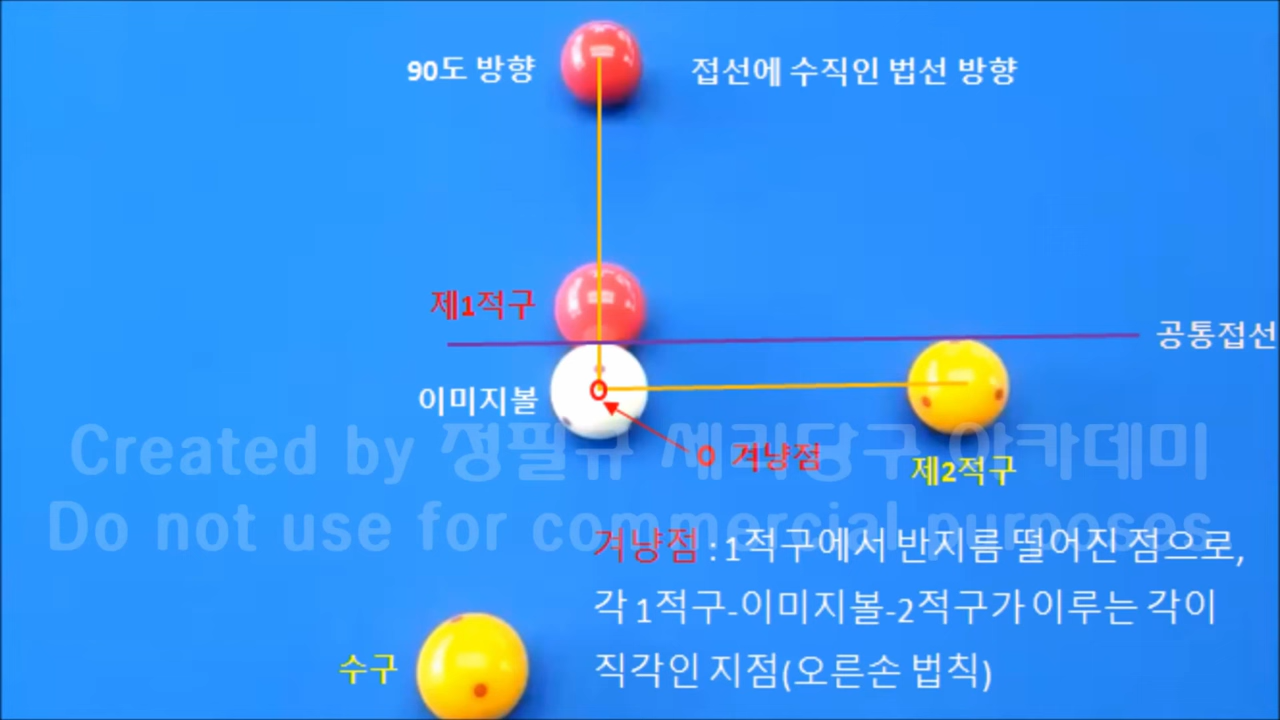 90도 방향
접선에 수직인 법선 방향
제1적구
공통접선
이미지볼
0
0 겨냥점
제2적구
Created by 정필규 세리당구 아카데미
Do not use for commercial purposes
겨냥점 : 1적구에서 반지름 떨어진 점으로,
각 1적구-이미지볼-2적구가 이루는 각이
직각인 지점(오른손 법칙)
수구